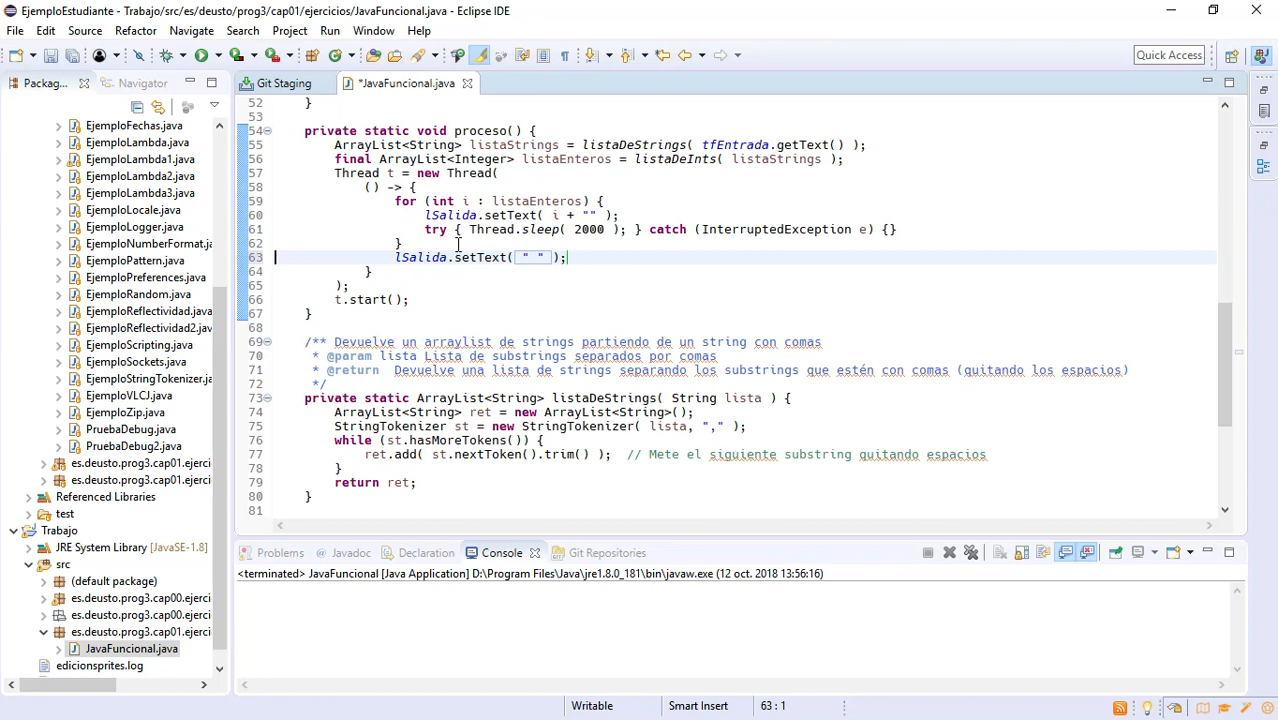 EjemploEstudiante - Trabajo/src/es/deusto/prog3/cap01/ejercicios/JavaFuncional.java - Eclipse IDE
File Edit Source Refactor Navigate Search Project Run Window Help
Quick Access
Packag... Navigator
EjemploFechas.java
EjemploLambda.java
EjemploLambda1.java
EjemploLambda2.java
EjemploLambda3.java
EjemploLocale.java
EjemploLogger.java
EjemploNumberFormat.java
EjemploPattern.java
EjemploPreferences.java
EjemploRandom.java
EjemploReflectividad.java
EjemploReflectividad2.java
EjemploScripting.java
EjemploSockets.java
EjemploStringTokenizer.java
EjemploVLCJ.java
EjemploZip.java
PruebaDebug.java
PruebaDebug2.java
es.deusto.prog3.cap01.ejerci
es.deusto.prog3.cap01.ejerci
Referenced Libraries
test
Trabajo
JRE System Library [JavaSE-1.8]
src
(default package)
es.deusto.prog3.cap00.ejerci
es.deusto.prog3.cap00.ejerci
es.deusto.prog3.cap01.ejerci
JavaFuncional.java
edicionsprites.log
Git Staging *JavaFuncional.java
52 }
53
54 private static void proceso() {
55 ArrayList<String> listaStrings = listaDeStrings( tfEntrada.getText() );
56 final ArrayList<Integer> listaEnteros = listaDeInts( listaStrings );
57 Thread t = new Thread(
58 () -> {
59 for (int i : listaEnteros) {
60 lSalida.setText( i + "" );
61 try { Thread.sleep( 2000 ); } catch (InterruptedException e) {}
62 }
63 lSalida.setText( " " );
64 }
65 );
66 t.start();
67 }
68
69 /** Devuelve un arraylist de strings partiendo de un string con comas
70 * @param lista Lista de substrings separados por comas
71 * @return Devuelve una lista de strings separando los substrings que estén con comas (quitando los espacios)
72 */
73 private static ArrayList<String> listaDeStrings( String lista ) {
74 ArrayList<String> ret = new ArrayList<String>();
75 StringTokenizer st = new StringTokenizer( lista, "," );
76 while (st.hasMoreTokens()) {
77 ret.add( st.nextToken().trim() ); // Mete el siguiente substring quitando espacios
78 }
79 return ret;
80 }
81
Problems Javadoc Declaration Console Git Repositories
<terminated> JavaFuncional [Java Application] D:\Program Files\Java\jre1.8.0_181\bin\javaw.exe (12 oct. 2018 13:56:16)
Writable Smart Insert 63 : 1